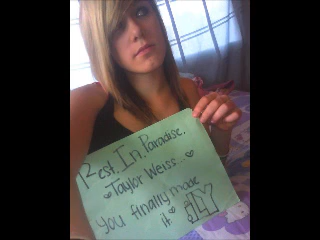 Rest. In. Paradise.
♥ Taylor Weiss ♥
You finally made
it ♥ ILY